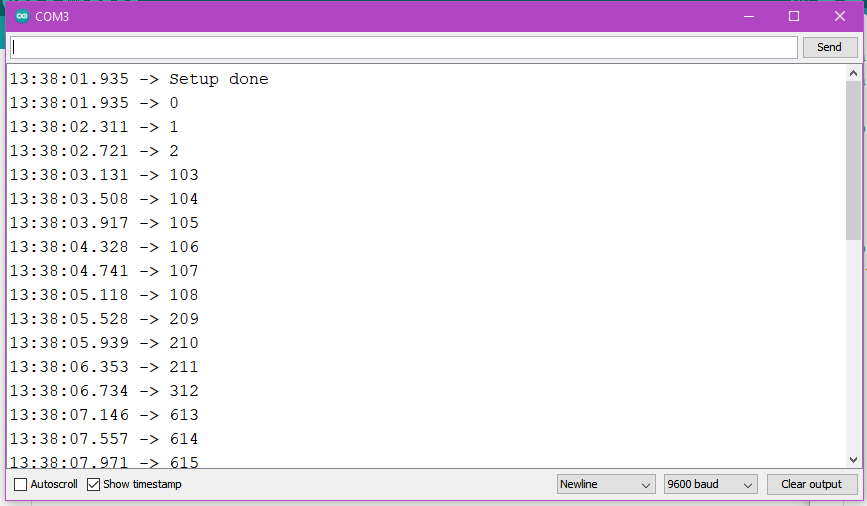 COM3
Send
13:38:01.935 -> Setup done
13:38:01.935 -> 0
13:38:02.311 -> 1
13:38:02.721 -> 2
13:38:03.131 -> 103
13:38:03.508 -> 104
13:38:03.917 -> 105
13:38:04.328 -> 106
13:38:04.741 -> 107
13:38:05.118 -> 108
13:38:05.528 -> 209
13:38:05.939 -> 210
13:38:06.353 -> 211
13:38:06.734 -> 312
13:38:07.146 -> 613
13:38:07.557 -> 614
13:38:07.971 -> 615
Autoscroll Show timestamp Newline 9600 baud Clear output